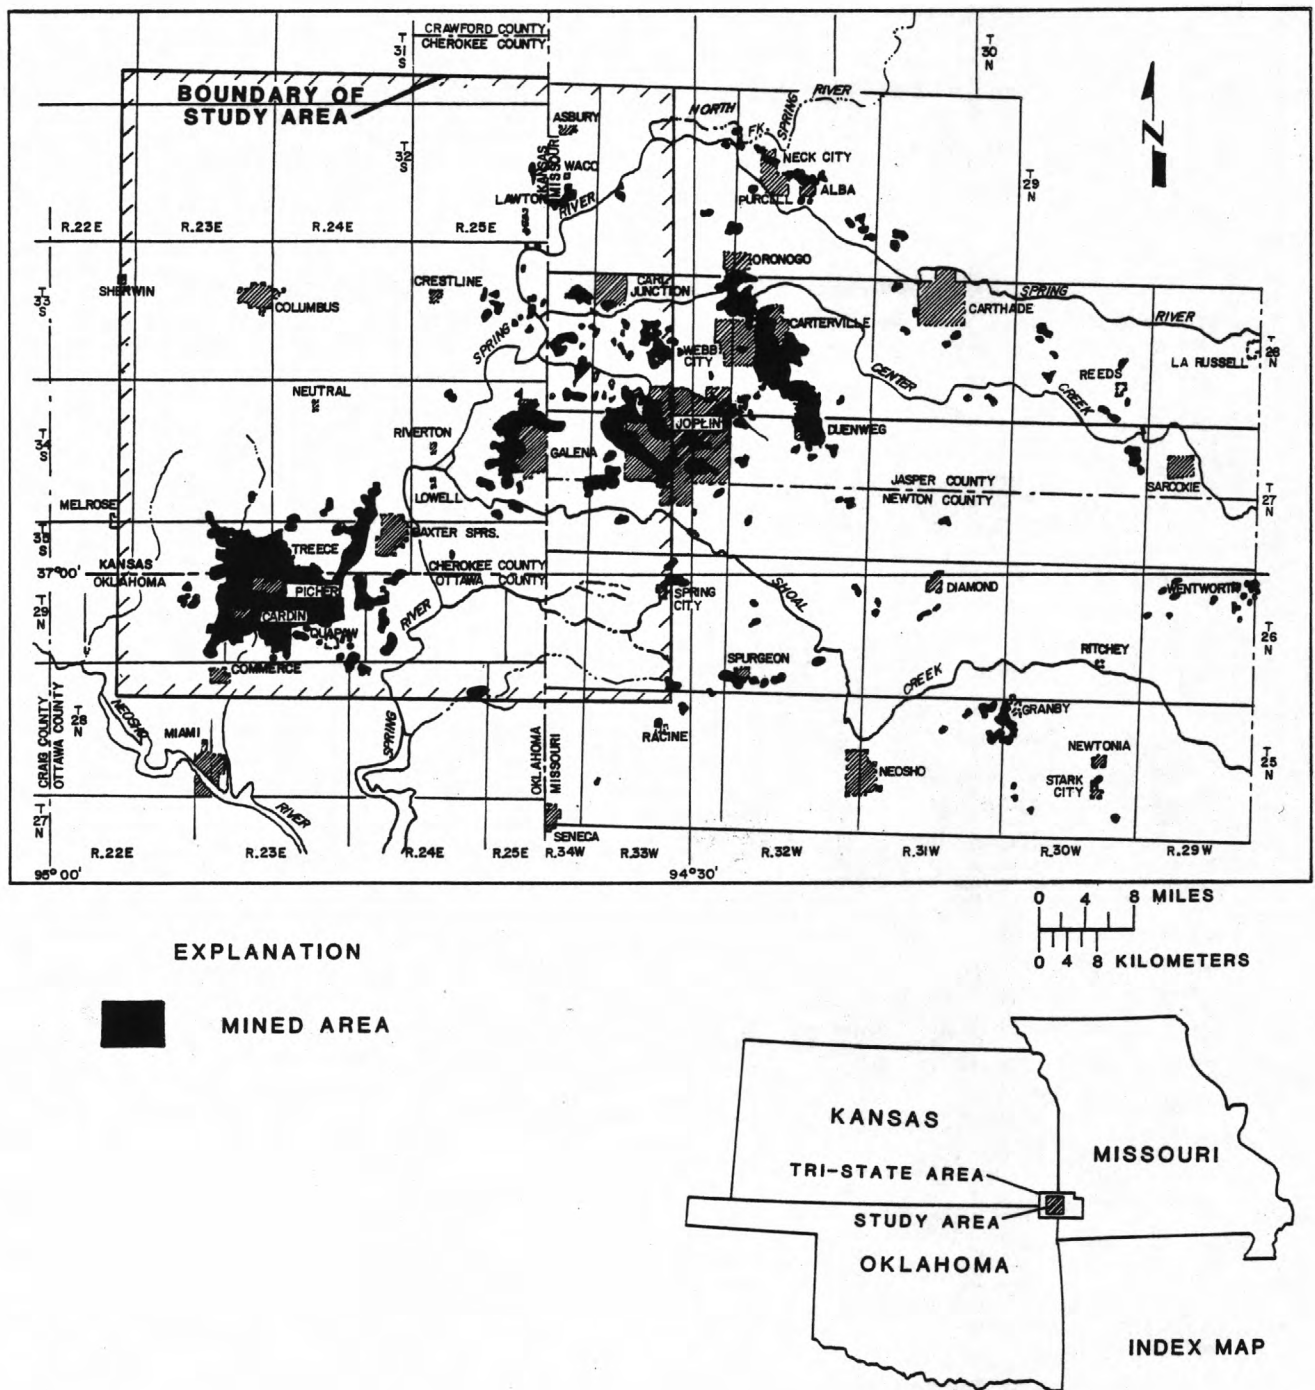 CRAWFORD COUNTY
CHEROKEE COUNTY
T
31
S
T
30
N
BOUNDARY OF
STUDY AREA
NORTH
FK.
SPRING
RIVER
N
ASBURY
T
32
S
KANSAS
MISSOURI
WACO
NECK CITY
LAWTON
RIVER
PURCELL
ALBA
T
29
N
R.22E
R.23E
R.24E
R.25E
ORONOGO
SHERWIN
T
33
S
COLUMBUS
CRESTLINE
CARL
JUNCTION
CARTHADE
SPRING
RIVER
SPRING
CARTERVILLE
WEBB
CITY
CENTER
CREEK
REEDS
LA RUSSELL
T
28
N
NEUTRAL
T
34
S
RIVERTON
GALENA
JOPLIN
DUENWEG
LOWELL
JASPER COUNTY
NEWTON COUNTY
SARCOXIE
T
27
N
MELROSE
T
35
S
BAXTER SPRS.
TREECE
KANSAS
OKLAHOMA
37°00'
CHEROKEE COUNTY
OTTAWA COUNTY
PICHER
CARDIN
QUAPAW
T
29
N
RIVER
SPRING
CITY
SHOAL
DIAMOND
WENTWORTH
T
26
N
COMMERCE
SPURGEON
CREEK
RITCHEY
CRAIG COUNTY
OTTAWA COUNTY
T
28
N
NEOSHO
MIAMI
SPRING
RACINE
GRANBY
OKLAHOMA
MISSOURI
NEOSHO
NEWTONIA
STARK
CITY
T
25
N
T
27
N
RIVER
SENECA
R.22E
R.23E
R.24E
R.25E
R.34W
R.33W
R.32W
R.31W
R.30W
R.29W
95°00'
94°30'
0 4 8 MILES
0 4 8 KILOMETERS
EXPLANATION
MINED AREA
KANSAS
MISSOURI
TRI-STATE AREA
STUDY AREA
OKLAHOMA
INDEX MAP